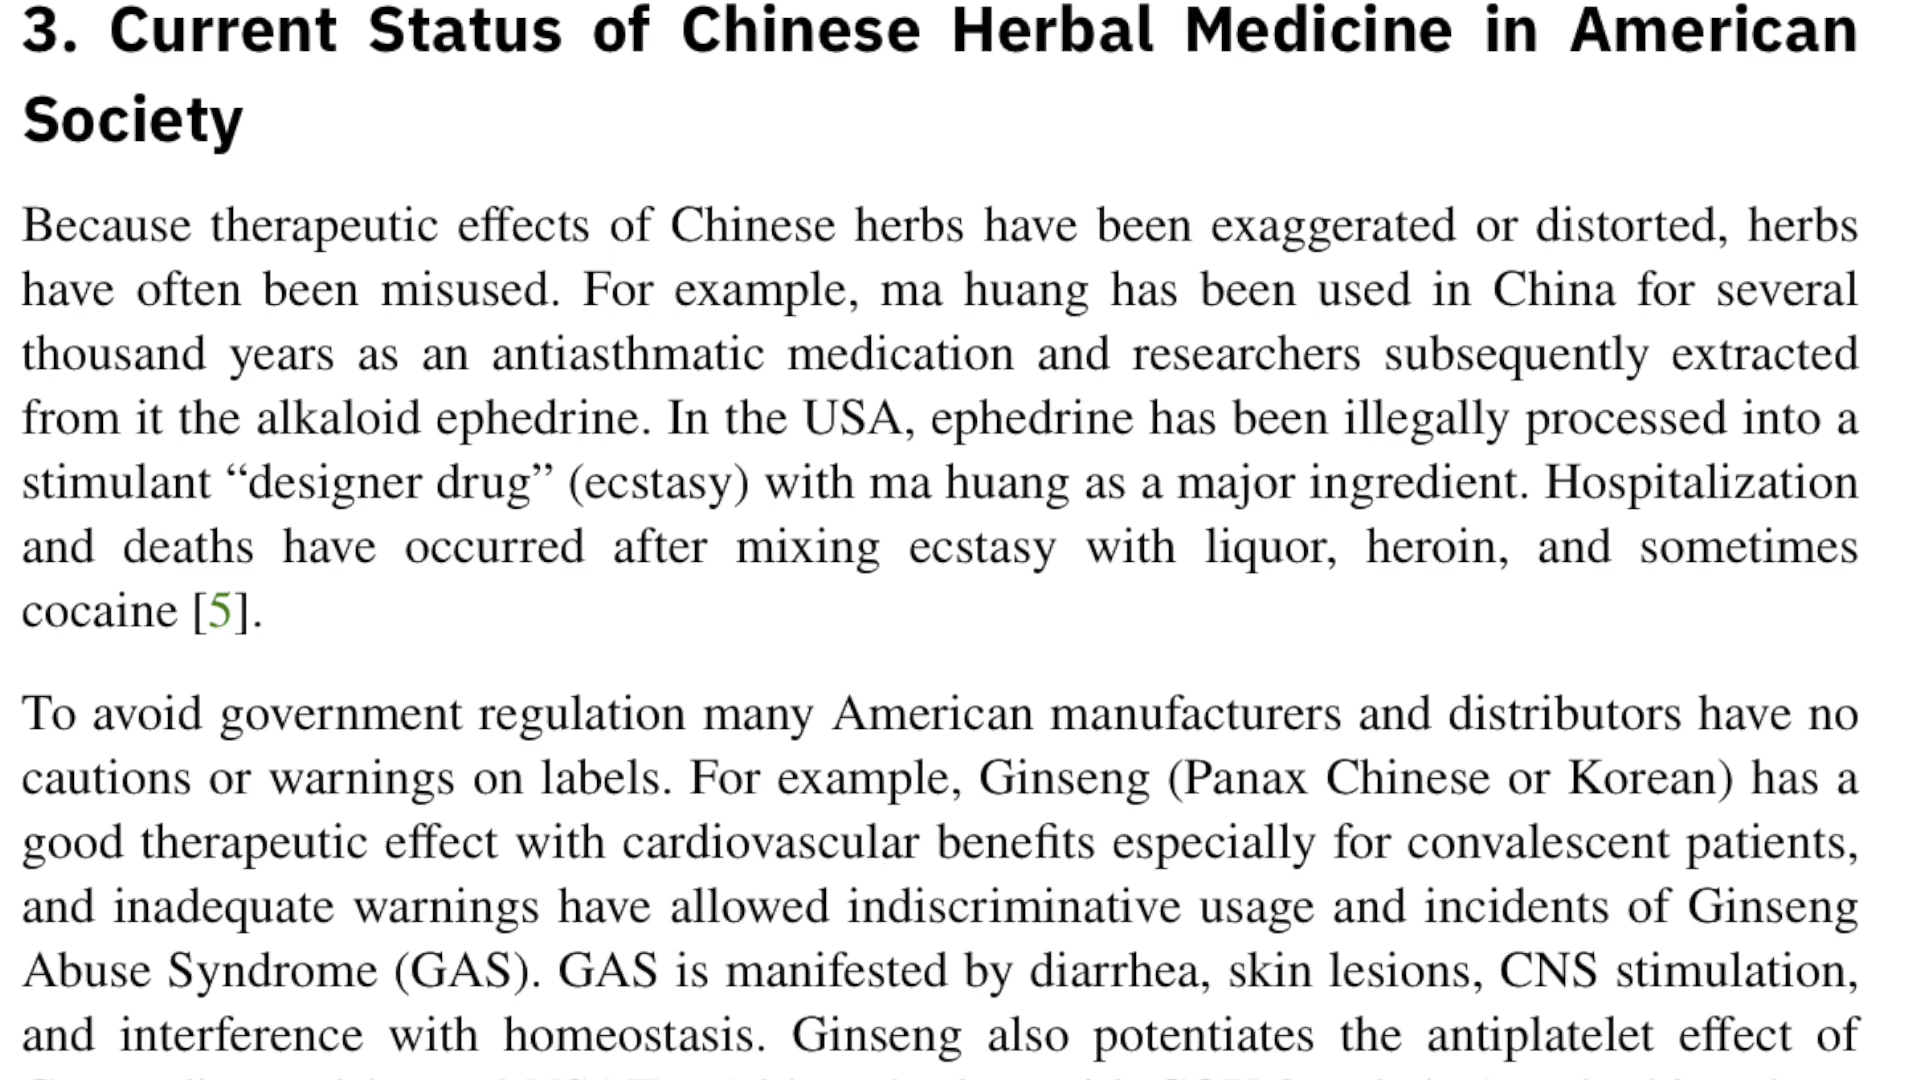 3. Current Status of Chinese Herbal Medicine in American
Society
Because therapeutic effects of Chinese herbs have been exaggerated or distorted, herbs
have often been misused. For example, ma huang has been used in China for several
thousand years as an antiasthmatic medication and researchers subsequently extracted
from it the alkaloid ephedrine. In the USA, ephedrine has been illegally processed into a
stimulant “designer drug” (ecstasy) with ma huang as a major ingredient. Hospitalization
and deaths have occurred after mixing ecstasy with liquor, heroin, and sometimes
cocaine [5].
To avoid government regulation many American manufacturers and distributors have no
cautions or warnings on labels. For example, Ginseng (Panax Chinese or Korean) has a
good therapeutic effect with cardiovascular benefits especially for convalescent patients,
and inadequate warnings have allowed indiscriminative usage and incidents of Ginseng
Abuse Syndrome (GAS). GAS is manifested by diarrhea, skin lesions, CNS stimulation,
and interference with homeostasis. Ginseng also potentiates the antiplatelet effect of